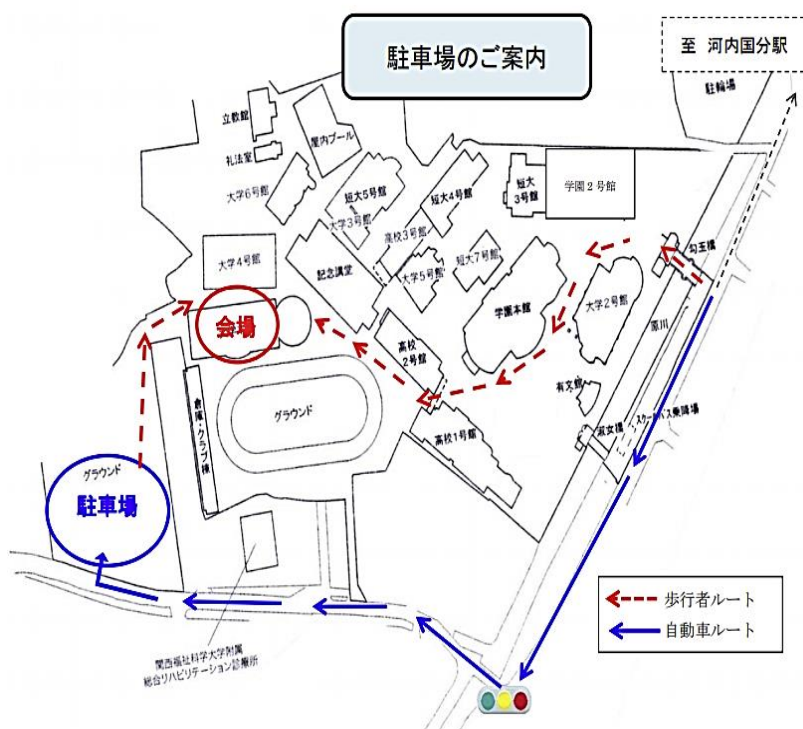 駐車場のご案内
至 河内国分駅
駐輪場
立教館
屋内プール
礼法室
大学6号館
短大5号館
大学3号館
高校3号館
短大4号館
短大
3号館
学園2号館
勾玉橋
大学4号館
記念講堂
大学5号館
短大7号館
学園本館
大学2号館
原川
会場
高校
2号館
有文館
グラウンド
倉庫・クラブ棟
高校1号館
淑女橋
スクールバス乗降場
グラウンド
駐車場
歩行者ルート
自動車ルート
関西福祉科学大学附属
総合リハビリテーション診療所